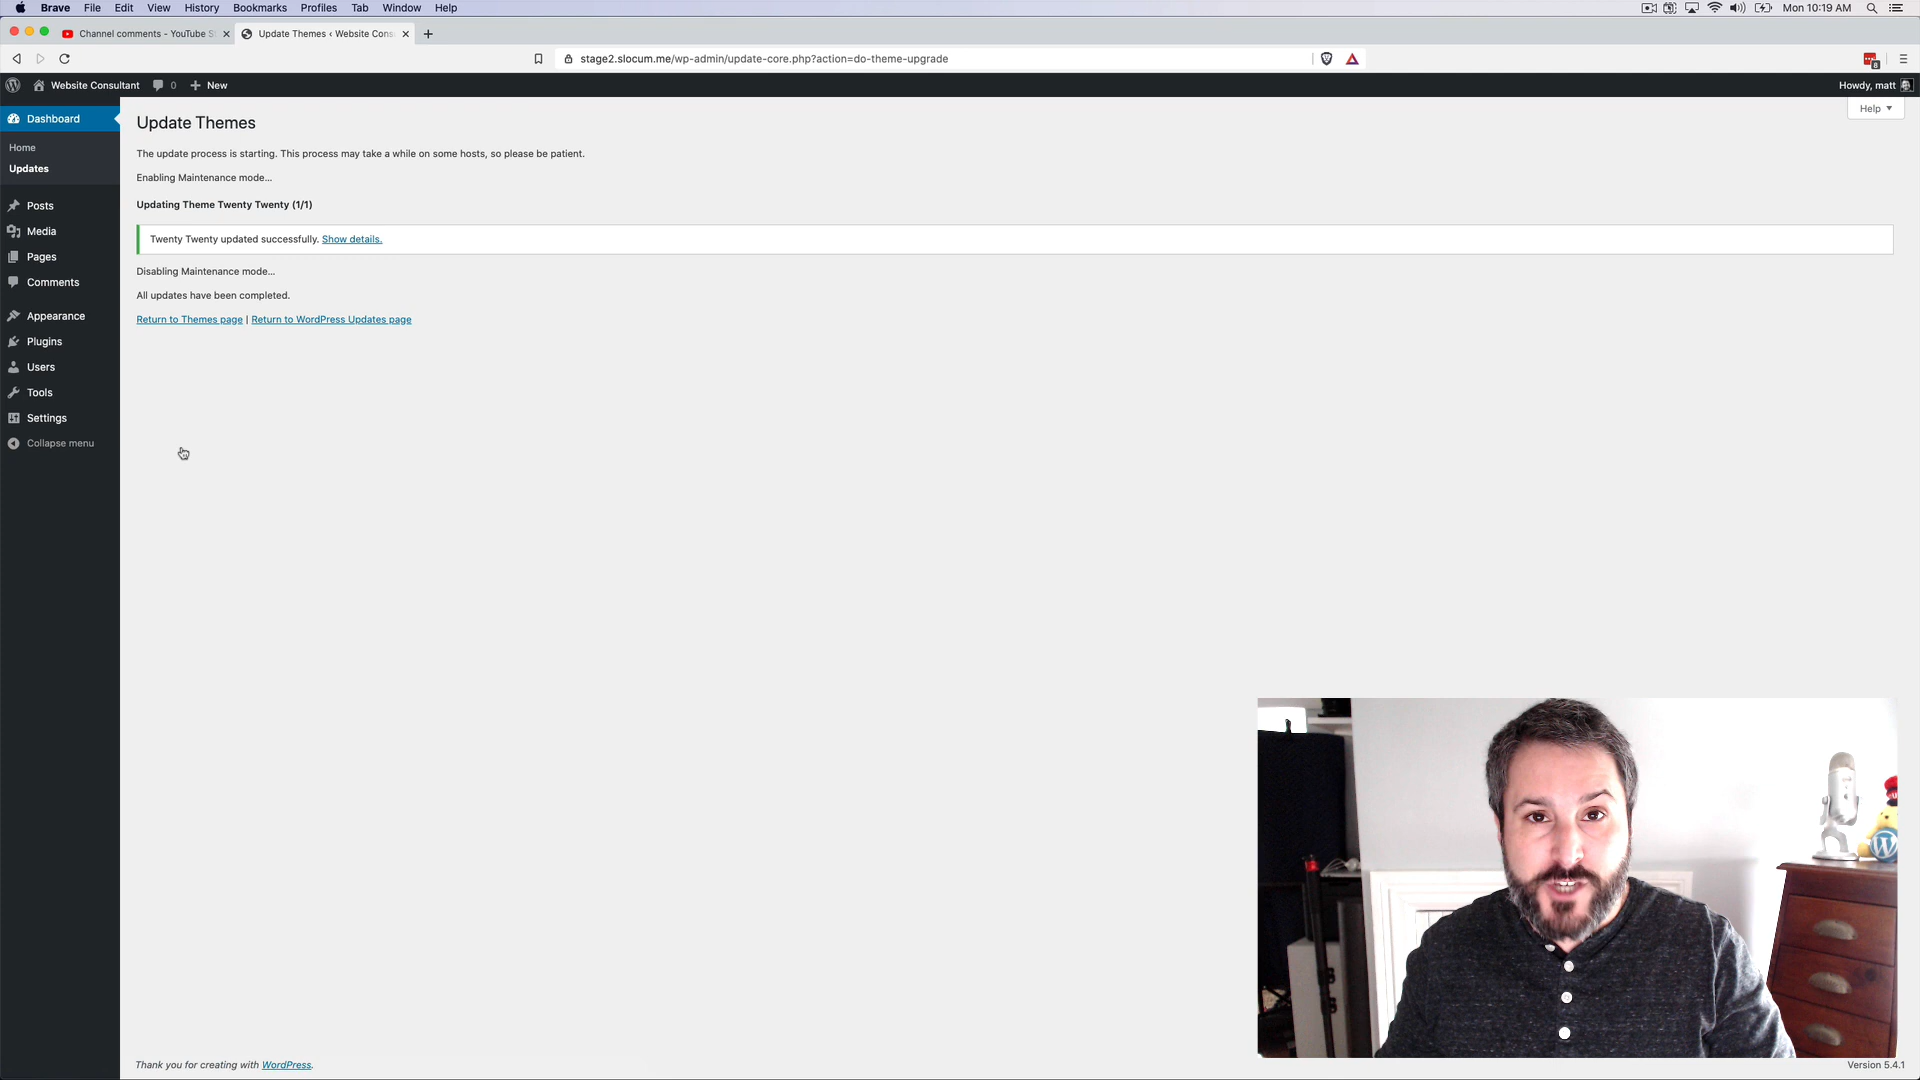 Brave File Edit View History Bookmarks Profiles Tab Window Help
Mon 10:19 AM
Channel comments - YouTube S
Update Themes ‹ Website Cons
stage2.slocum.me/wp-admin/update-core.php?action=do-theme-upgrade
8
Website Consultant 0 New
Howdy, matt
Help
Dashboard
Home
Updates
Posts
Media
Pages
Comments
Appearance
Plugins
Users
Tools
Settings
Collapse menu
Update Themes
The update process is starting. This process may take a while on some hosts, so please be patient.
Enabling Maintenance mode…
Updating Theme Twenty Twenty (1/1)
Twenty Twenty updated successfully. Show details.
Disabling Maintenance mode…
All updates have been completed.
Return to Themes page | Return to WordPress Updates page
Thank you for creating with WordPress.
Version 5.4.1